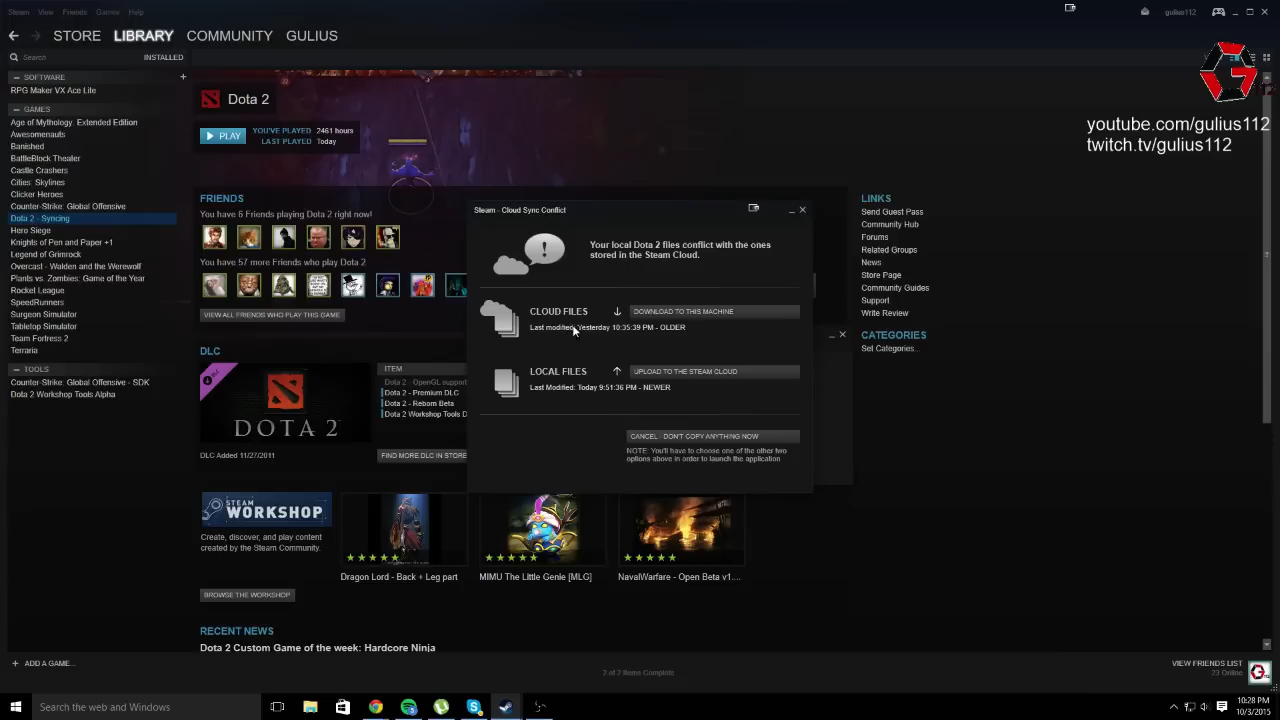 Steam View Friends Games Help
gulius112
STORE LIBRARY COMMUNITY GULIUS
Search INSTALLED
SOFTWARE
RPG Maker VX Ace Lite
GAMES
Age of Mythology: Extended Edition
Awesomenauts
Banished
BattleBlock Theater
Castle Crashers
Cities: Skylines
Clicker Heroes
Counter-Strike: Global Offensive
Dota 2 - Syncing
Hero Siege
Knights of Pen and Paper +1
Legend of Grimrock
Overcast - Walden and the Werewolf
Plants vs. Zombies: Game of the Year
Rocket League
SpeedRunners
Surgeon Simulator
Tabletop Simulator
Team Fortress 2
Terraria
TOOLS
Counter-Strike: Global Offensive - SDK
Dota 2 Workshop Tools Alpha
+ ADD A GAME...
Dota 2
PLAY
YOU'VE PLAYED 2461 hours
LAST PLAYED Today
FRIENDS
You have 6 Friends playing Dota 2 right now!
You have 57 more Friends who play Dota 2
VIEW ALL FRIENDS WHO PLAY THIS GAME
DLC
DOTA 2
DLC Added 11/27/2011
ITEM
Dota 2 - OpenGL support
Dota 2 - Premium DLC
Dota 2 - Reborn Beta
Dota 2 Workshop Tools D
FIND MORE DLC IN STORE
STEAM WORKSHOP
Create, discover, and play content
created by the Steam Community.
BROWSE THE WORKSHOP
Dragon Lord - Back + Leg part
MIMU The Little Genie [MLG]
NavalWarfare - Open Beta v1....
RECENT NEWS
Dota 2 Custom Game of the week: Hardcore Ninja
Steam - Cloud Sync Conflict
Your local Dota 2 files conflict with the ones
stored in the Steam Cloud.
CLOUD FILES
DOWNLOAD TO THIS MACHINE
Last modified: Yesterday 10:35:39 PM - OLDER
LOCAL FILES
UPLOAD TO THE STEAM CLOUD
Last Modified: Today 9:51:36 PM - NEWER
CANCEL - DON'T COPY ANYTHING NOW
NOTE: You'll have to choose one of the other two
options above in order to launch the application
youtube.com/gulius112
twitch.tv/gulius112
LINKS
Send Guest Pass
Community Hub
Forums
Related Groups
News
Store Page
Community Guides
Support
Write Review
CATEGORIES
Set Categories...
2 of 2 Items Complete
VIEW FRIENDS LIST
23 Online
Search the web and Windows
10:28 PM
10/3/2015